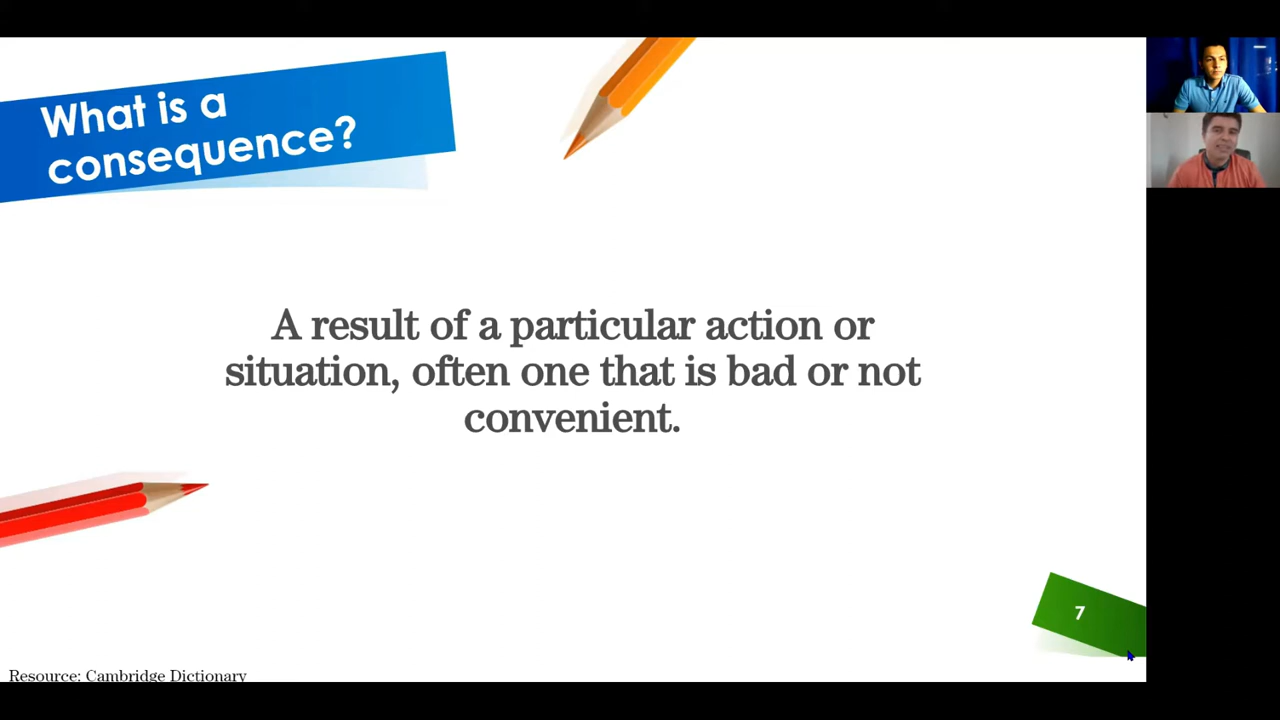 What is a
consequence?
A result of a particular action or
situation, often one that is bad or not
convenient.
7
Resource: Cambridge Dictionary